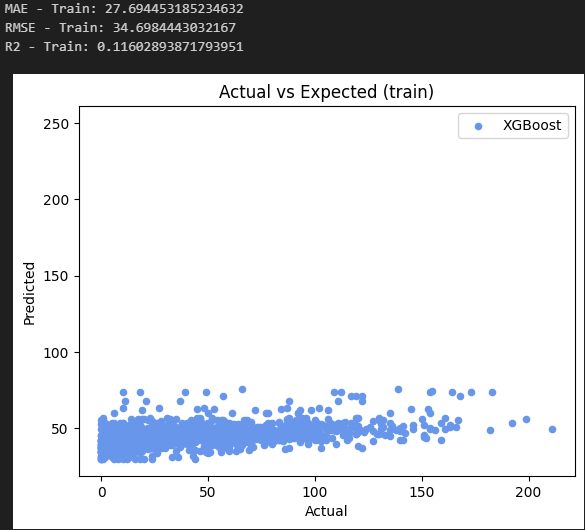 MAE - Train: 27.694453185234632
RMSE - Train: 34.6984443032167
R2 - Train: 0.11602893871793951
Actual vs Expected (train)
XGBoost
250
200
150
100
50
Predicted
0 50 100 150 200
Actual